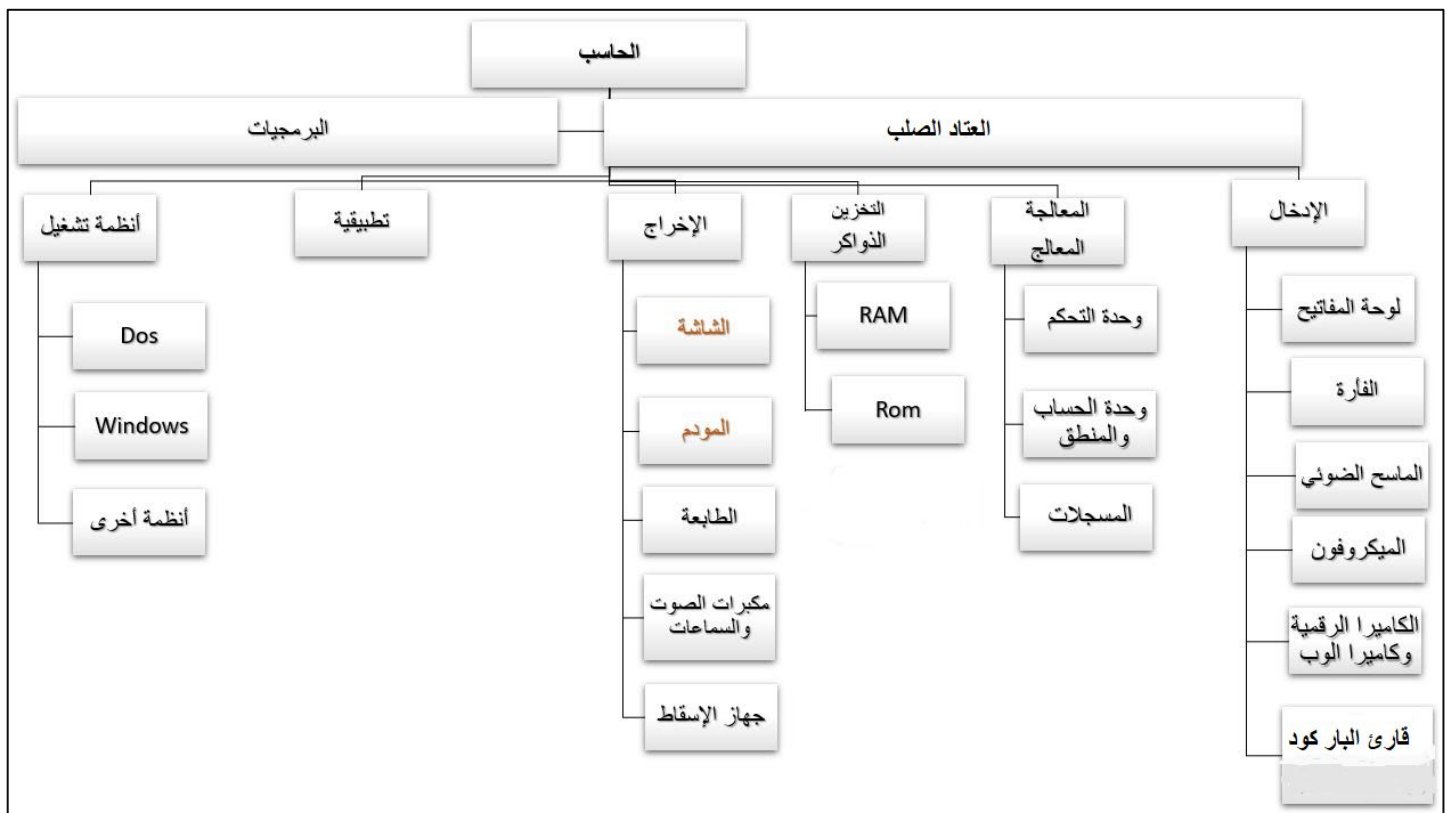 الحاسب
العتاد الصلب
البرمجيات
الإدخال
المعالجة
المعالج
التخزين
الذواكر
الإخراج
تطبيقية
أنظمة تشغيل
لوحة المفاتيح
الفأرة
الماسح الضوئي
الميكروفون
الكاميرا الرقمية
وكاميرا الوب
قارئ البار كود
وحدة التحكم
وحدة الحساب
والمنطق
المسجلات
RAM
Rom
الشاشة
المودم
الطابعة
مكبرات الصوت
والسماعات
جهاز الإسقاط
Dos
Windows
أنظمة أخرى